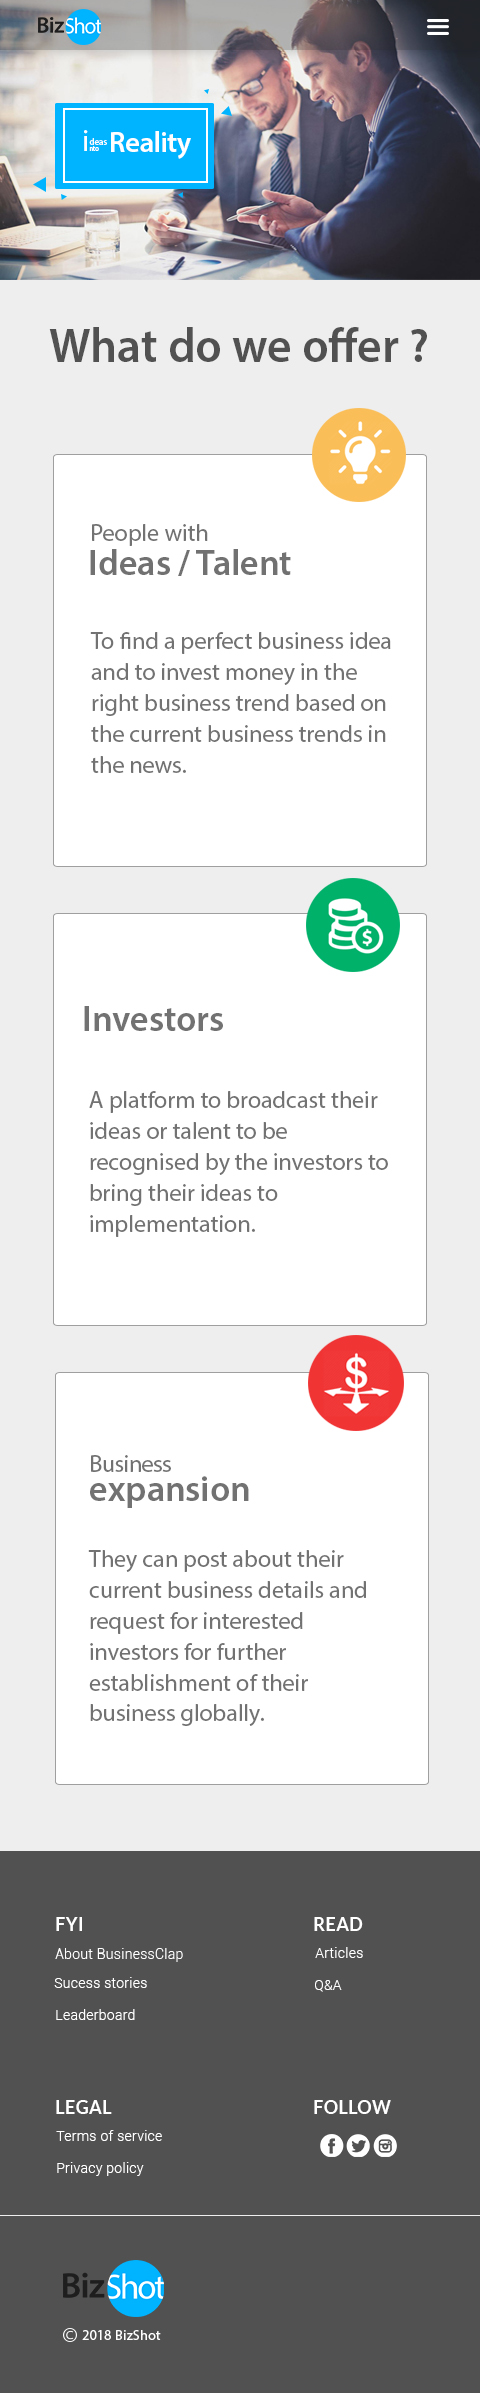 BizShot
ideas into Reality
What do we offer ?
People with
Ideas / Talent
To find a perfect business idea
and to invest money in the
right business trend based on
the current business trends in
the news.
Investors
A platform to broadcast their
ideas or talent to be
recognised by the investors to
bring their ideas to
implementation.
Business
expansion
They can post about their
current business details and
request for interested
investors for further
establishment of their
business globally.
FYI
About BusinessClap
Sucess stories
Leaderboard
READ
Articles
Q&A
LEGAL
Terms of service
Privacy policy
FOLLOW
BizShot
© 2018 BizShot